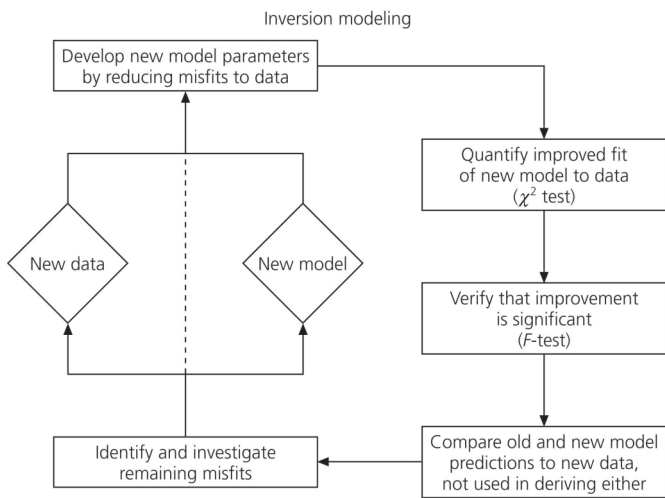 Inversion modeling
Develop new model parameters
by reducing misfits to data
Quantify improved fit
of new model to data
(χ² test)
New data
New model
Verify that improvement
is significant
(F-test)
Identify and investigate
remaining misfits
Compare old and new model
predictions to new data,
not used in deriving either